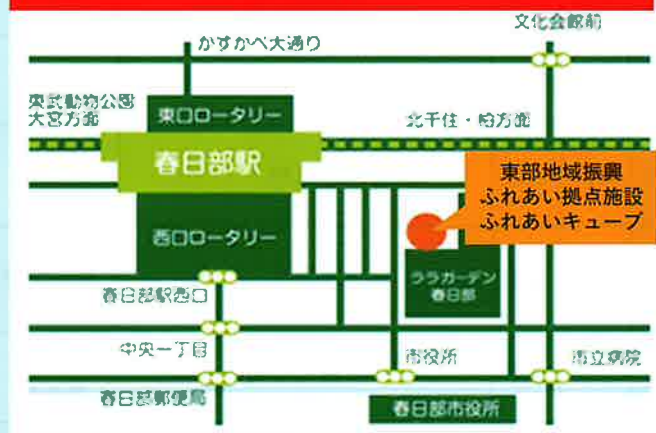 文化会館前
かすかべ大通り
東武動物公園
大宮方面
東口ロータリー
北千住・柏方面
春日部駅
東部地域振興
ふれあい拠点施設
ふれあいキューブ
西口ロータリー
ララガーデン
春日部
春日部駅西口
中央一丁目
市役所
市立病院
春日部郵便局
春日部市役所